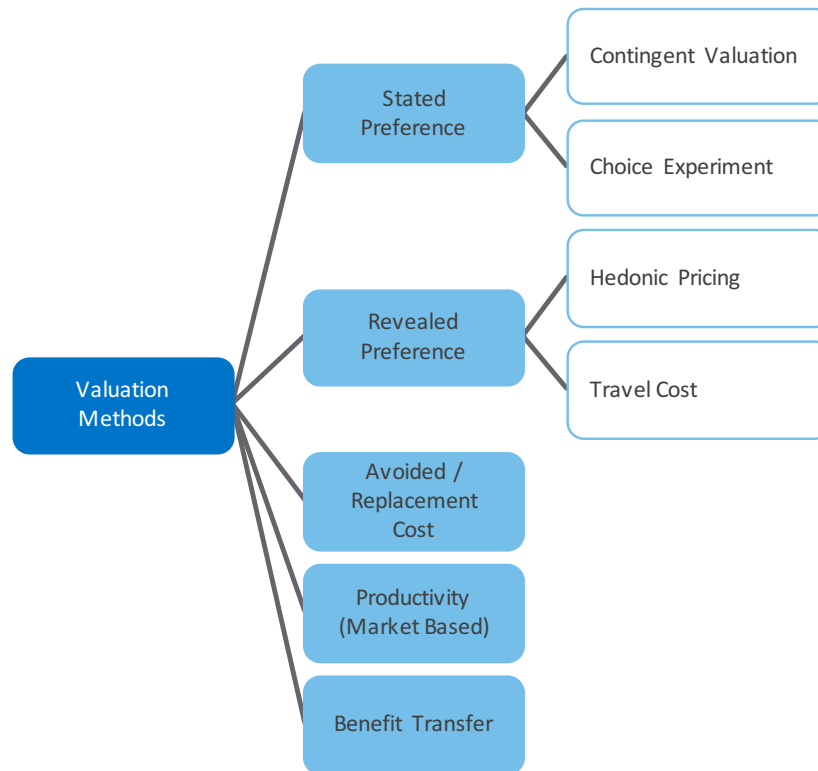 Valuation
Methods
Stated
Preference
Contingent Valuation
Choice Experiment
Revealed
Preference
Hedonic Pricing
Travel Cost
Avoided /
Replacement
Cost
Productivity
(Market Based)
Benefit Transfer